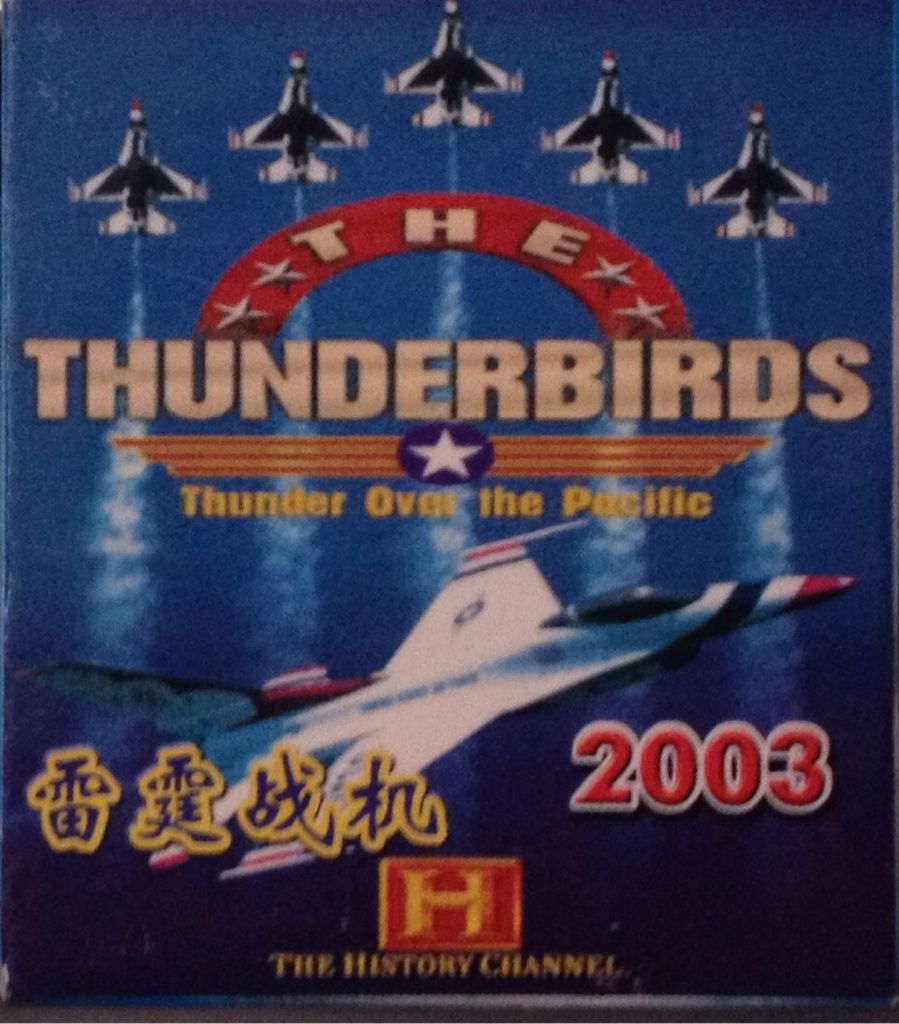 THE
THUNDERBIRDS
Thunder Over the Pacific
2003
雷霆战机
H
THE HISTORY CHANNEL